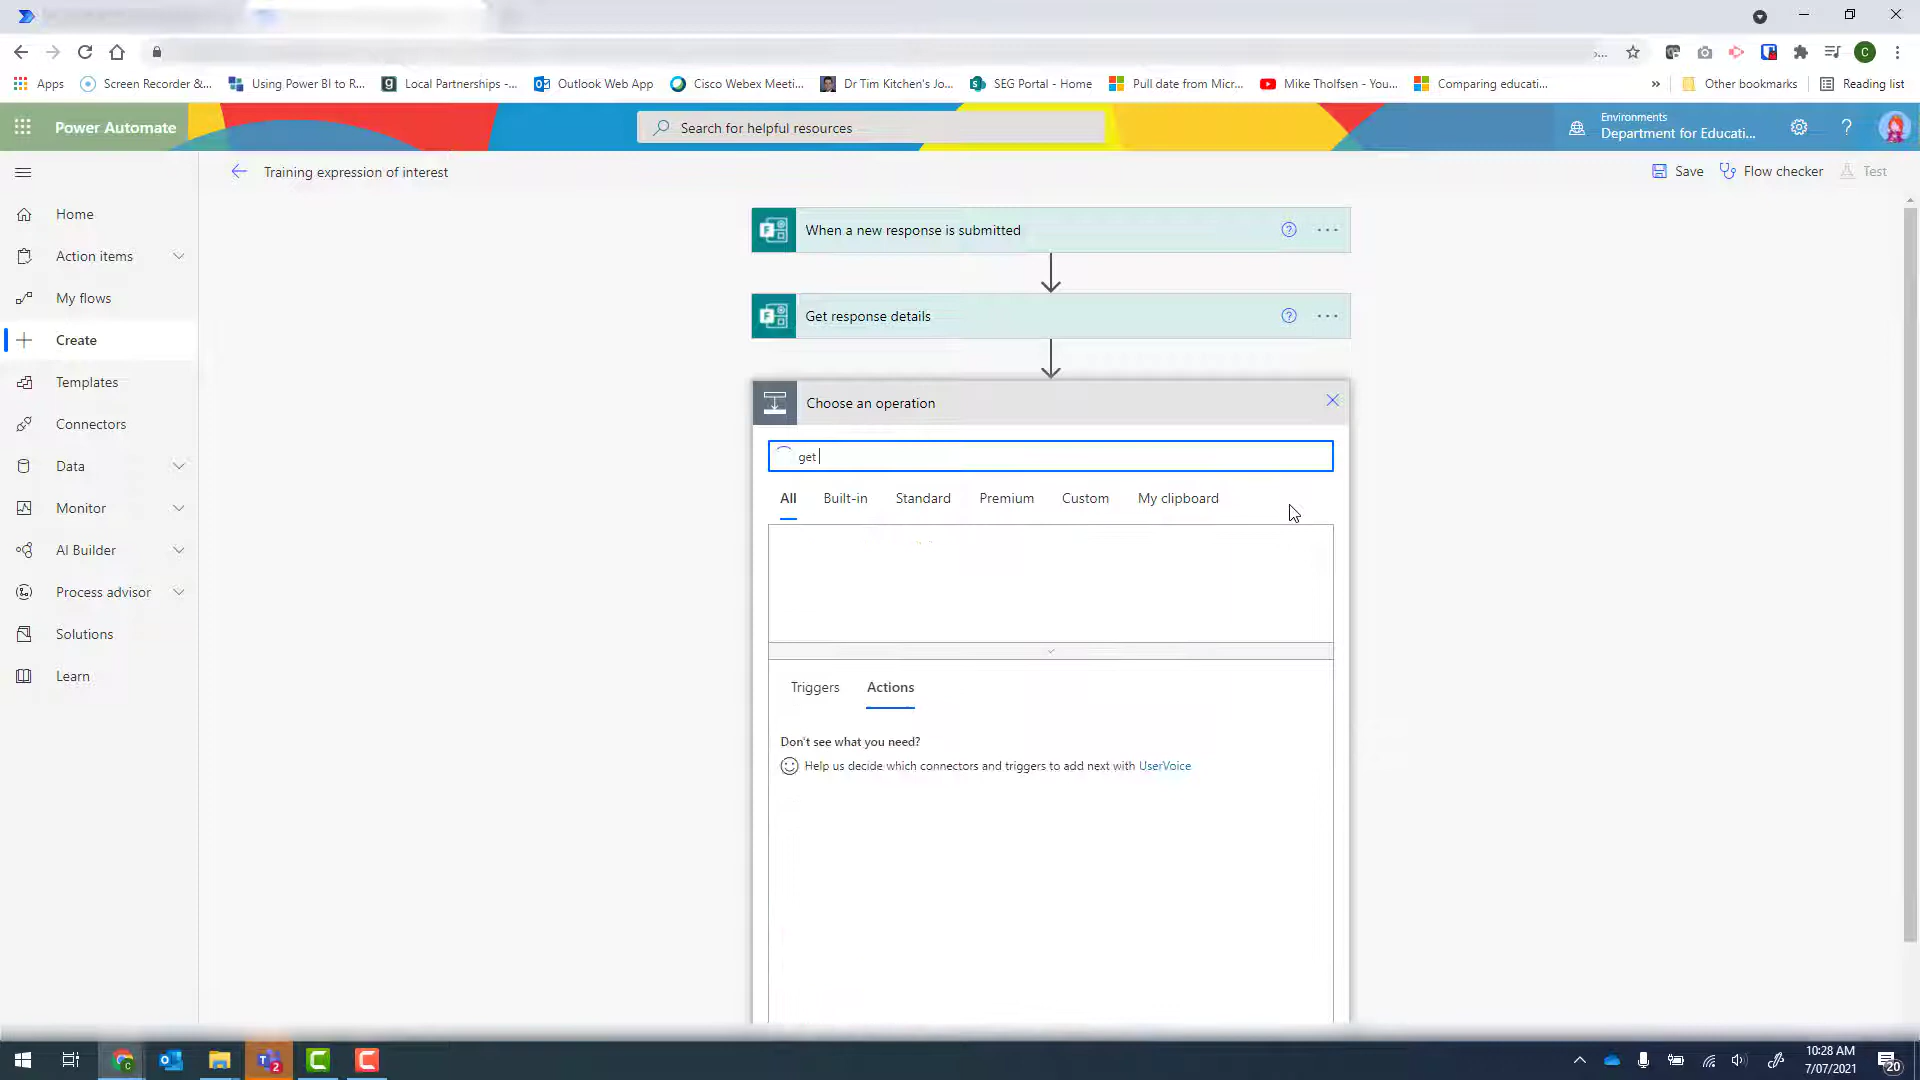 Apps
Screen Recorder &...
Using Power BI to R...
Local Partnerships -...
Outlook Web App
Cisco Webex Meeti...
Dr Tim Kitchen's Jo...
SEG Portal - Home
Pull date from Micr...
Mike Tholfsen - You...
Comparing educati...
»
Other bookmarks
Reading list
C
Power Automate
Search for helpful resources
Environments
Department for Educati...
Training expression of interest
Save
Flow checker
Test
Home
Action items
My flows
Create
Templates
Connectors
Data
Monitor
AI Builder
Process advisor
Solutions
Learn
When a new response is submitted
Get response details
Choose an operation
get
All
Built-in
Standard
Premium
Custom
My clipboard
Triggers
Actions
Don't see what you need?
Help us decide which connectors and triggers to add next with UserVoice
10:28 AM
7/07/2021
20
2